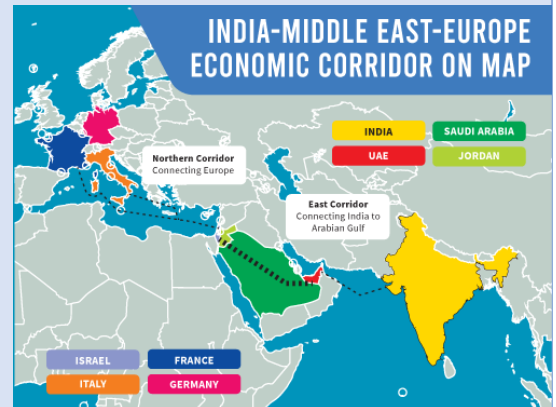 INDIA-MIDDLE EAST-EUROPE
ECONOMIC CORRIDOR ON MAP
INDIA
SAUDI ARABIA
UAE
JORDAN
Northern Corridor
Connecting Europe
East Corridor
Connecting India to
Arabian Gulf
ISRAEL
FRANCE
ITALY
GERMANY